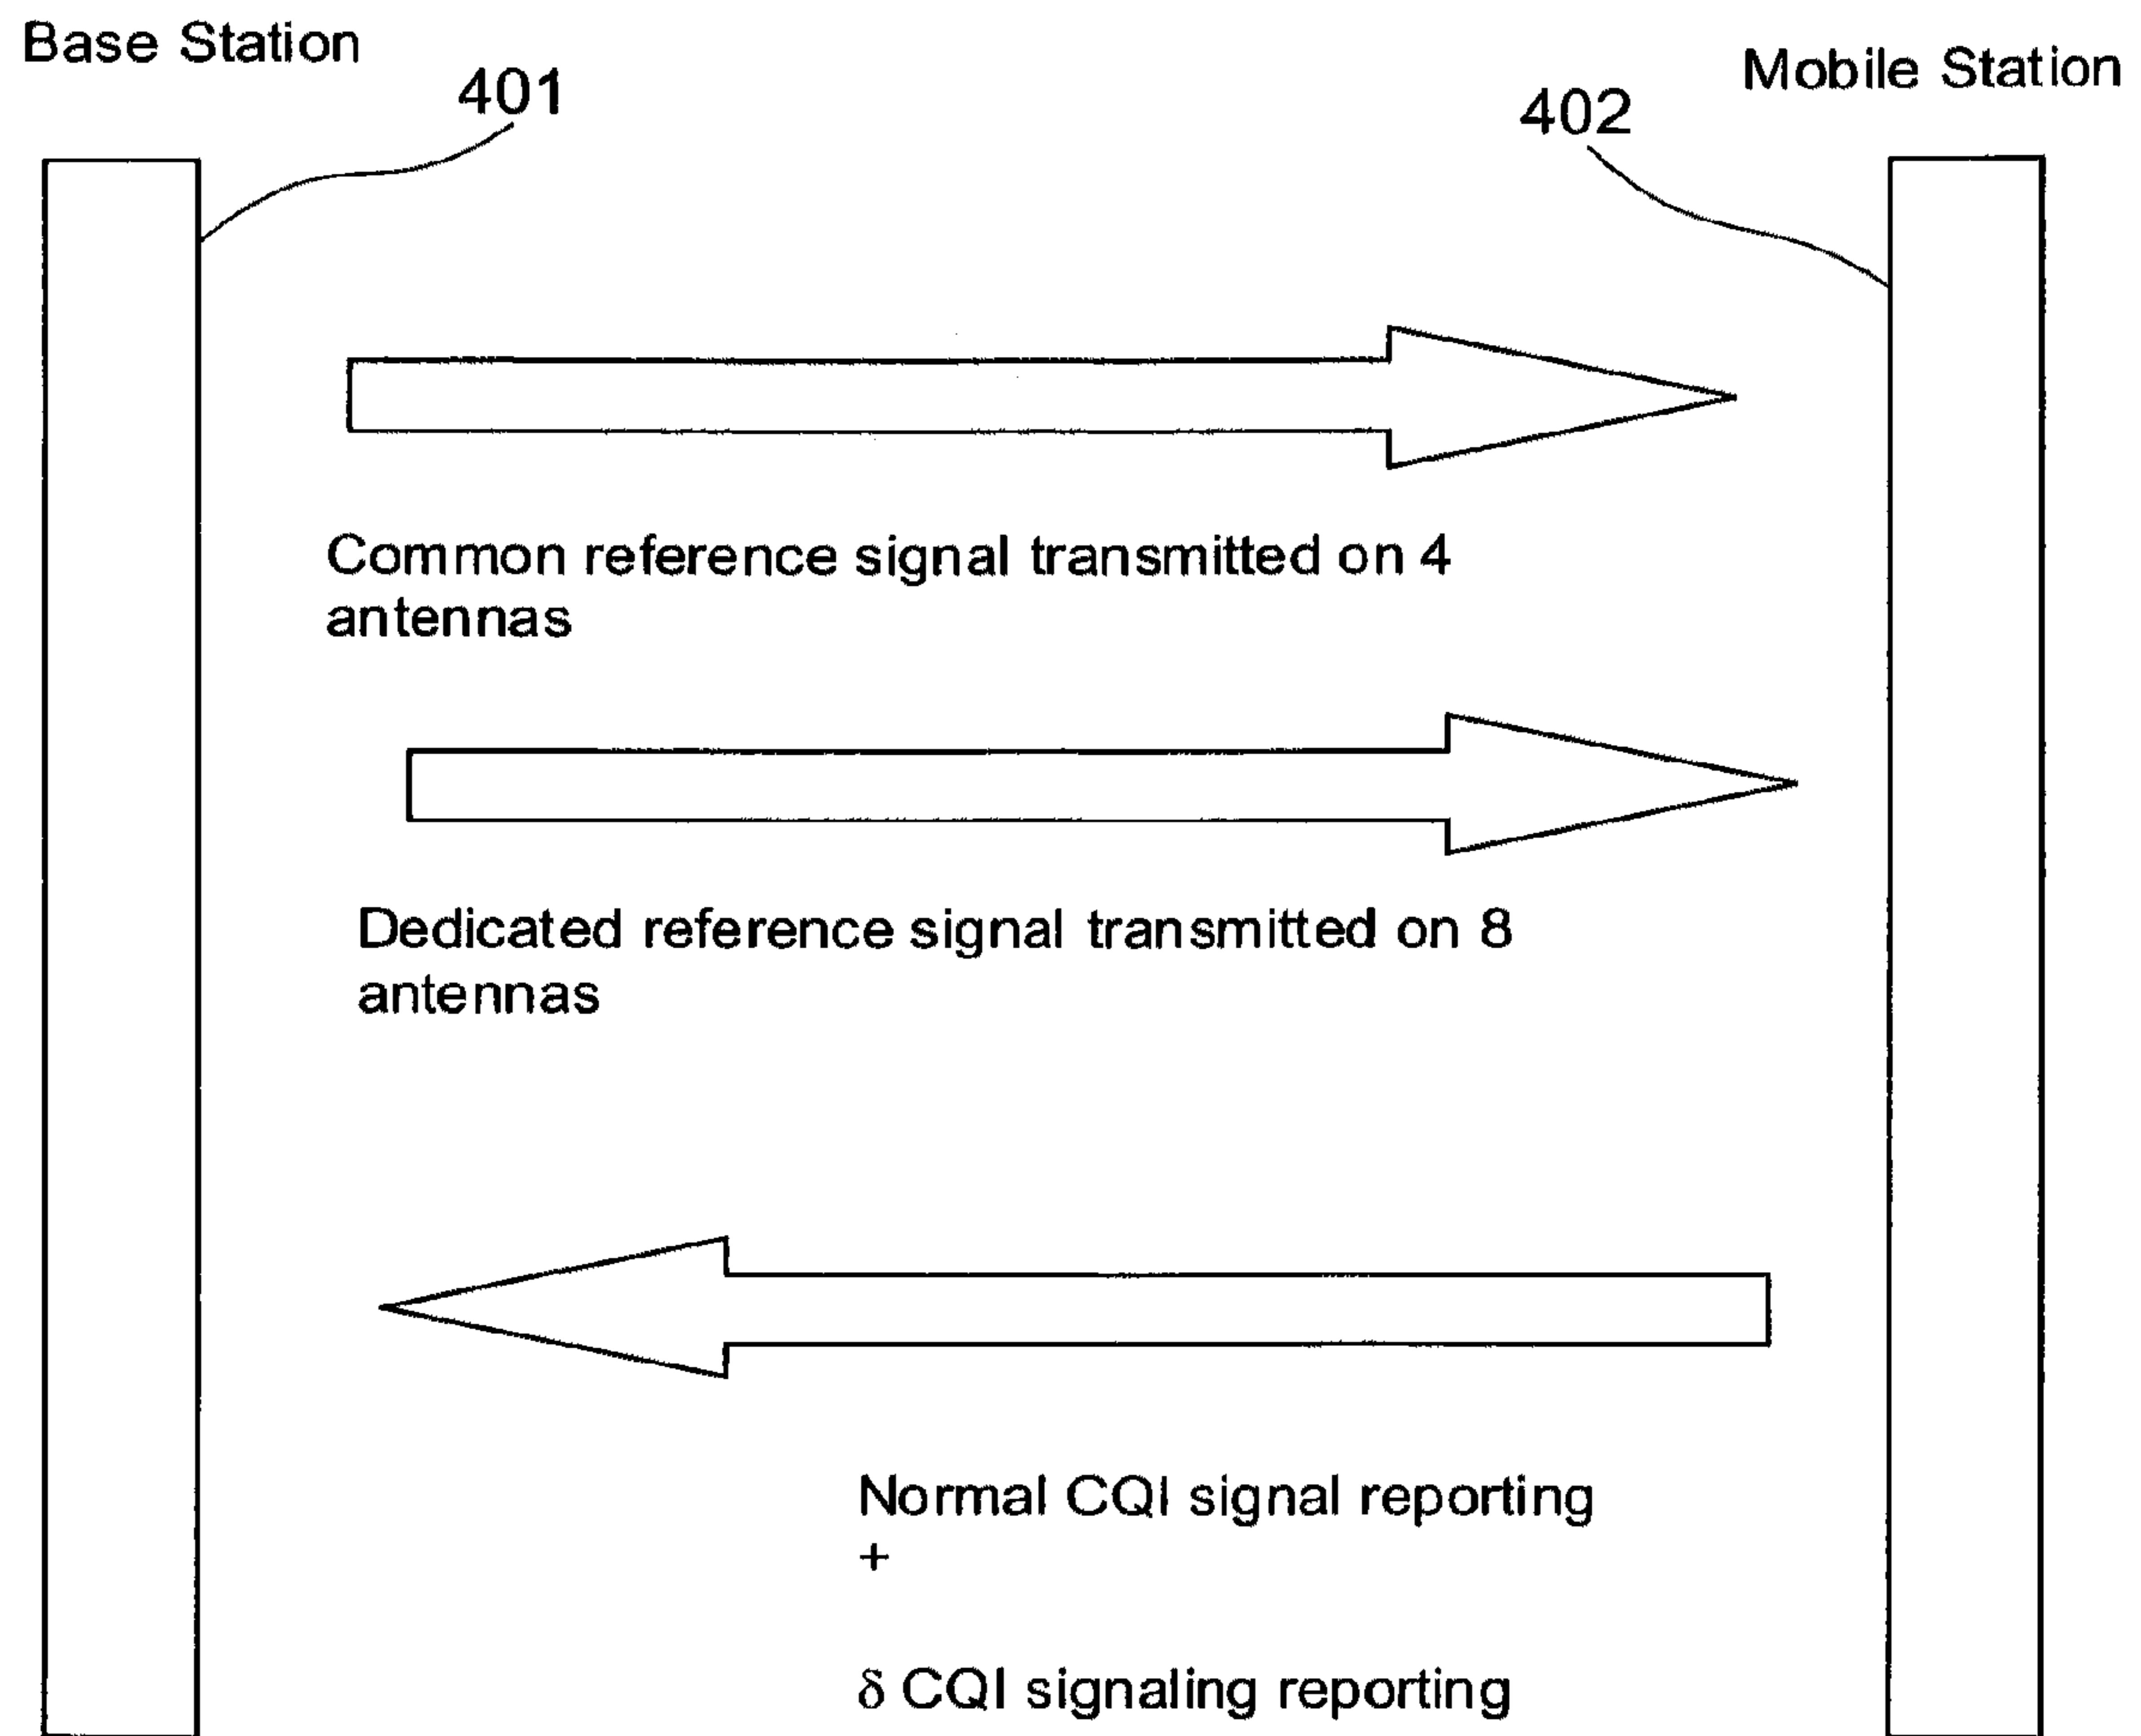 Base Station
Mobile Station
401
402
Common reference signal transmitted on 4
antennas
Dedicated reference signal transmitted on 8
antennas
Normal CQI signal reporting
+
δ CQI signaling reporting